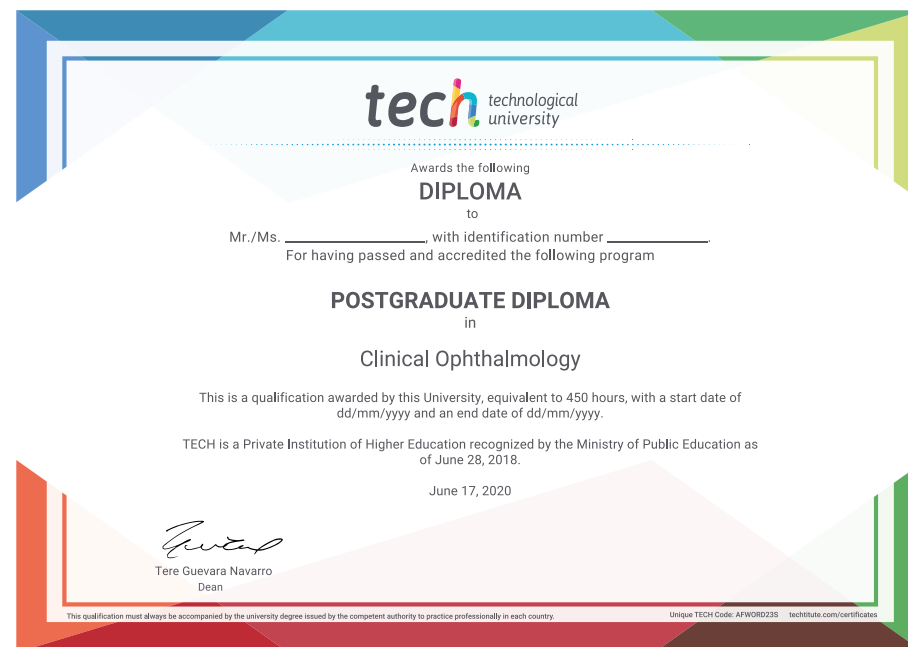 tech technological
university
Awards the following
DIPLOMA
to
Mr./Ms. ____________________, with identification number ______________.
For having passed and accredited the following program
POSTGRADUATE DIPLOMA
in
Clinical Ophthalmology
This is a qualification awarded by this University, equivalent to 450 hours, with a start date of
dd/mm/yyyy and an end date of dd/mm/yyyy.
TECH is a Private Institution of Higher Education recognized by the Ministry of Public Education as
of June 28, 2018.
June 17, 2020
Tere Guevara Navarro
Dean
This qualification must always be accompanied by the university degree issued by the competent authority to practice professionally in each country.
Unique TECH Code: AFWORD23S techtitute.com/certificates